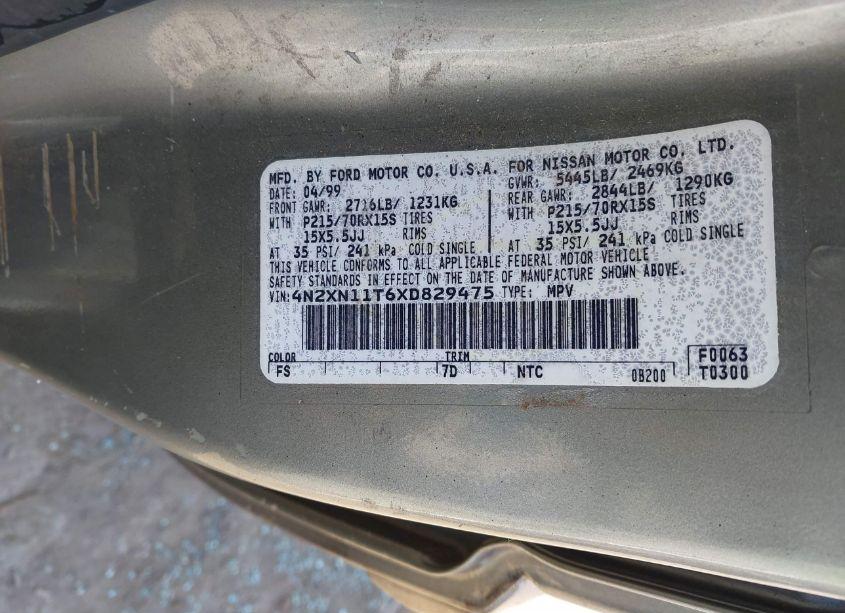 MFD. BY FORD MOTOR CO. U.S.A. FOR NISSAN MOTOR CO. LTD.
DATE: 04/99 GVWR: 5445LB/ 2469KG
FRONT GAWR: 2716LB/ 1231KG REAR GAWR: 2844LB/ 1290KG
WITH P215/70RX15S TIRES WITH P215/70RX15S TIRES
15X5.5JJ RIMS 15X5.5JJ RIMS
AT 35 PSI/ 241 kPa COLD SINGLE AT 35 PSI/ 241 kPa COLD SINGLE
THIS VEHICLE CONFORMS TO ALL APPLICABLE FEDERAL MOTOR VEHICLE
SAFETY STANDARDS IN EFFECT ON THE DATE OF MANUFACTURE SHOWN ABOVE.
VIN: 4N2XN11T6XD829475 TYPE: MPV
COLOR TRIM F0063
FS 7D NTC 0B200 T0300